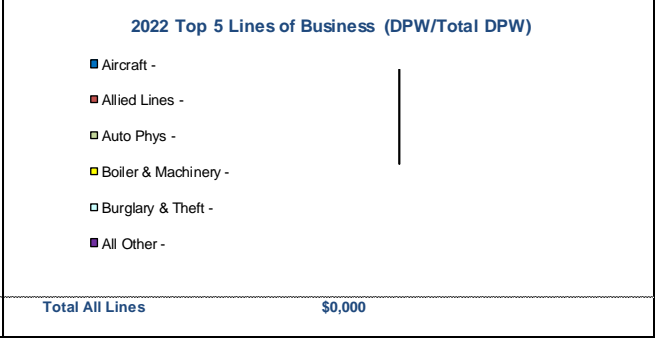 2022 Top 5 Lines of Business (DPW/Total DPW)
Aircraft -
Allied Lines -
Auto Phys -
Boiler & Machinery -
Burglary & Theft -
All Other -
Total All Lines $0,000